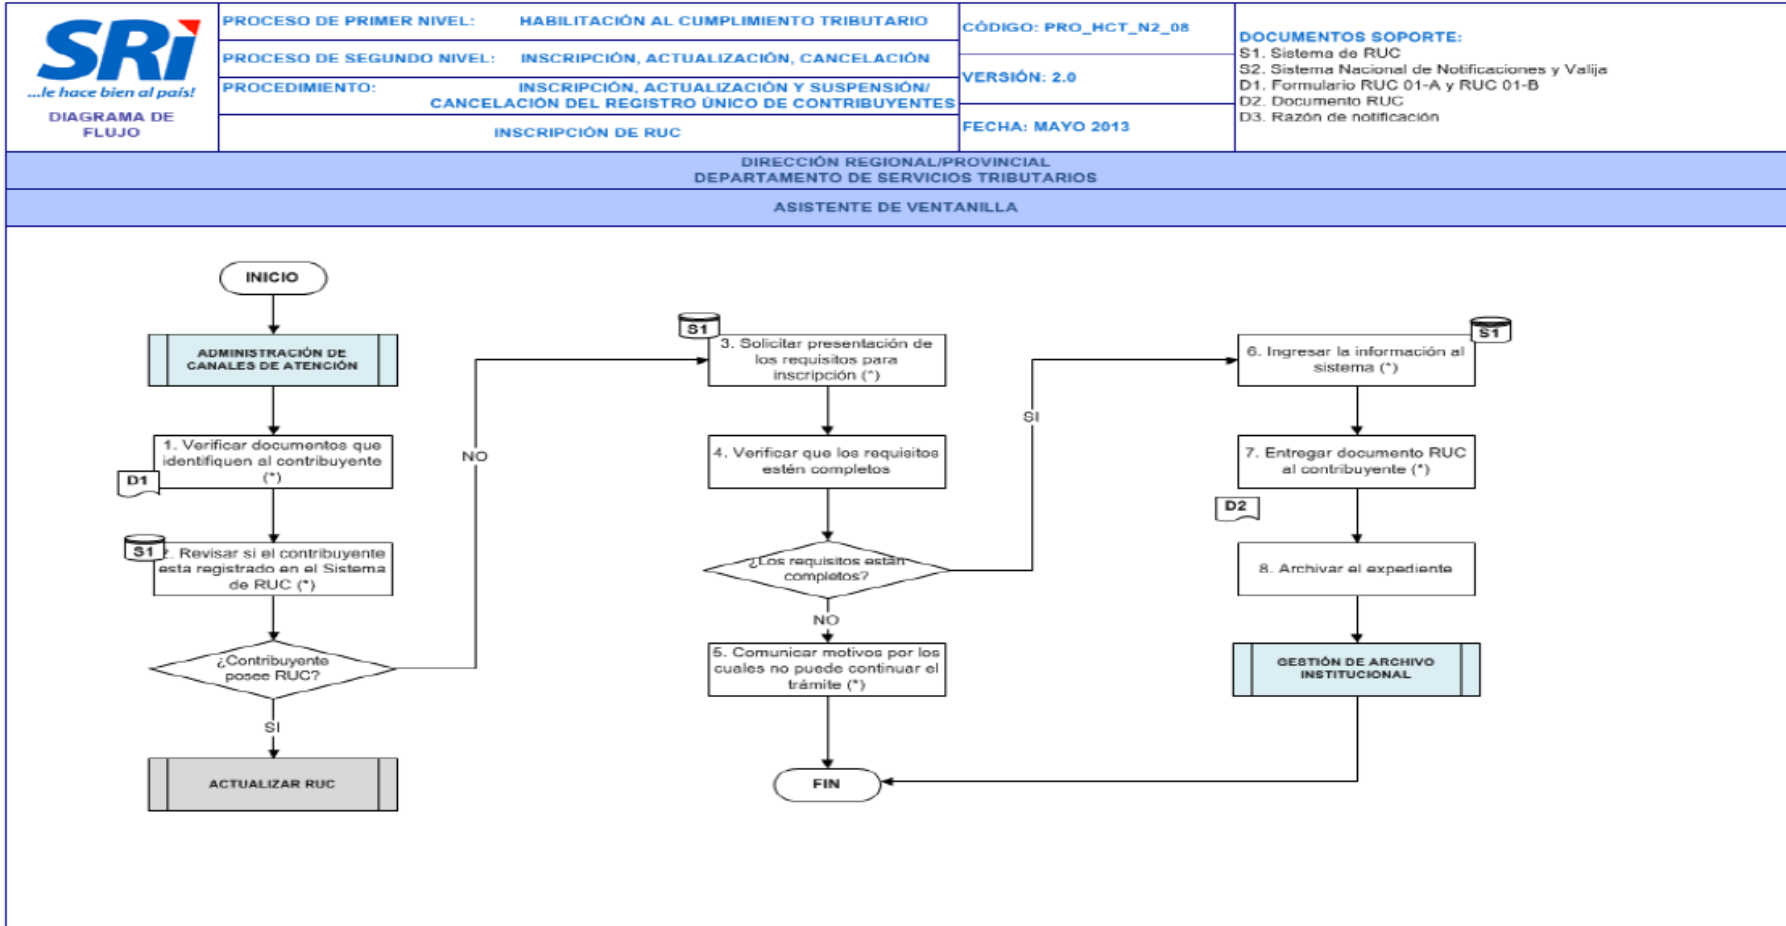 SRi
...le hace bien al país!
DIAGRAMA DE
FLUJO
PROCESO DE PRIMER NIVEL: HABILITACIÓN AL CUMPLIMIENTO TRIBUTARIO
PROCESO DE SEGUNDO NIVEL: INSCRIPCIÓN, ACTUALIZACIÓN, CANCELACIÓN
PROCEDIMIENTO: INSCRIPCIÓN, ACTUALIZACIÓN Y SUSPENSIÓN/
CANCELACIÓN DEL REGISTRO ÚNICO DE CONTRIBUYENTES
INSCRIPCIÓN DE RUC
CÓDIGO: PRO_HCT_N2_08
VERSIÓN: 2.0
FECHA: MAYO 2013
DOCUMENTOS SOPORTE:
S1. Sistema de RUC
S2. Sistema Nacional de Notificaciones y Valija
D1. Formulario RUC 01-A y RUC 01-B
D2. Documento RUC
D3. Razón de notificación
DIRECCIÓN REGIONAL/PROVINCIAL
DEPARTAMENTO DE SERVICIOS TRIBUTARIOS
ASISTENTE DE VENTANILLA
INICIO
ADMINISTRACIÓN DE
CANALES DE ATENCIÓN
1. Verificar documentos que
identifiquen al contribuyente
(*)
D1
S1
2. Revisar si el contribuyente
esta registrado en el Sistema
de RUC (*)
¿Contribuyente
posee RUC?
NO
SI
ACTUALIZAR RUC
S1
3. Solicitar presentación de
los requisitos para
inscripción (*)
4. Verificar que los requisitos
estén completos
¿Los requisitos están
completos?
SI
NO
5. Comunicar motivos por los
cuales no puede continuar el
trámite (*)
FIN
S1
6. Ingresar la información al
sistema (*)
7. Entregar documento RUC
al contribuyente (*)
D2
8. Archivar el expediente
GESTIÓN DE ARCHIVO
INSTITUCIONAL